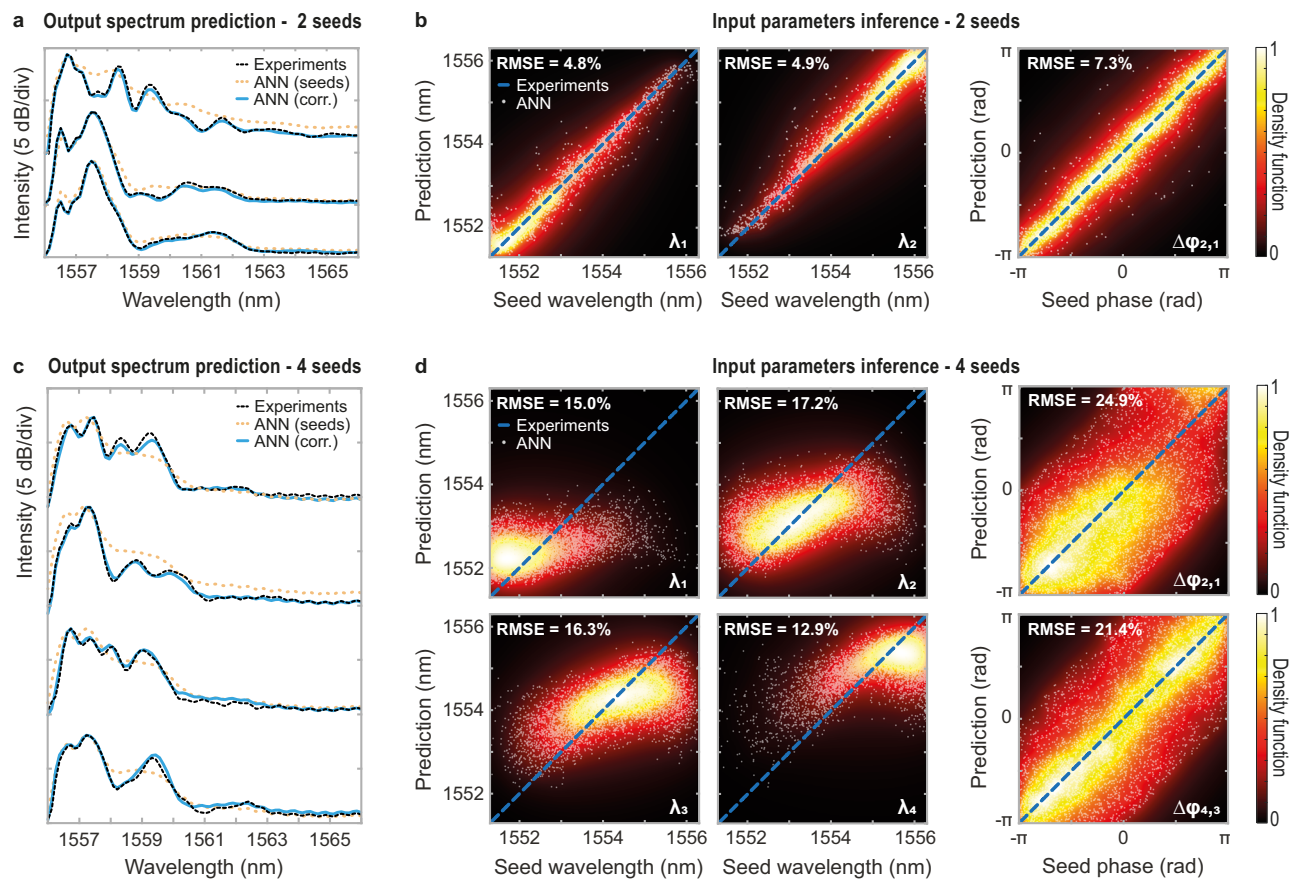 a Output spectrum prediction - 2 seeds
Experiments
ANN (seeds)
ANN (corr.)
Intensity (5 dB/div)
1557 1559 1561 1563 1565
Wavelength (nm)
b Input parameters inference - 2 seeds
RMSE = 4.8%
Experiments
ANN
λ₁
Prediction (nm)
1556
1554
1552
1552 1554 1556
Seed wavelength (nm)
RMSE = 4.9%
λ₂
1552 1554 1556
Seed wavelength (nm)
RMSE = 7.3%
Δφ₂,₁
Prediction (rad)
π
0
-π
-π 0 π
Seed phase (rad)
1
0
Density function
c Output spectrum prediction - 4 seeds
Experiments
ANN (seeds)
ANN (corr.)
Intensity (5 dB/div)
1557 1559 1561 1563 1565
Wavelength (nm)
d Input parameters inference - 4 seeds
RMSE = 15.0%
Experiments
ANN
λ₁
Prediction (nm)
1556
1554
1552
RMSE = 17.2%
λ₂
RMSE = 24.9%
Δφ₂,₁
Prediction (rad)
π
0
-π
1
0
Density function
RMSE = 16.3%
λ₃
Prediction (nm)
1556
1554
1552
1552 1554 1556
Seed wavelength (nm)
RMSE = 12.9%
λ₄
1552 1554 1556
Seed wavelength (nm)
RMSE = 21.4%
Δφ₄,₃
Prediction (rad)
π
0
-π
-π 0 π
Seed phase (rad)
1
0
Density function